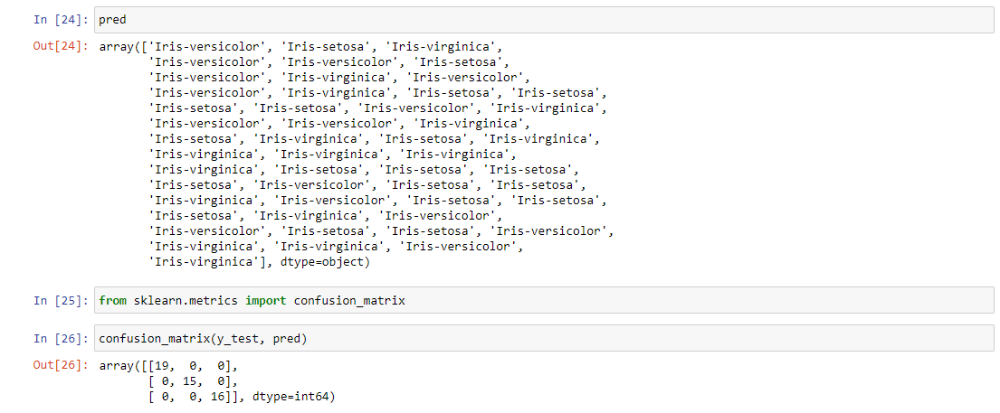 In [24]: pred
Out[24]: array(['Iris-versicolor', 'Iris-setosa', 'Iris-virginica',
'Iris-versicolor', 'Iris-versicolor', 'Iris-setosa',
'Iris-versicolor', 'Iris-virginica', 'Iris-versicolor',
'Iris-versicolor', 'Iris-virginica', 'Iris-setosa', 'Iris-setosa',
'Iris-setosa', 'Iris-setosa', 'Iris-versicolor', 'Iris-virginica',
'Iris-versicolor', 'Iris-versicolor', 'Iris-virginica',
'Iris-setosa', 'Iris-virginica', 'Iris-setosa', 'Iris-virginica',
'Iris-virginica', 'Iris-virginica', 'Iris-virginica',
'Iris-virginica', 'Iris-setosa', 'Iris-setosa', 'Iris-setosa',
'Iris-setosa', 'Iris-versicolor', 'Iris-setosa', 'Iris-setosa',
'Iris-virginica', 'Iris-versicolor', 'Iris-setosa', 'Iris-setosa',
'Iris-setosa', 'Iris-virginica', 'Iris-versicolor',
'Iris-versicolor', 'Iris-setosa', 'Iris-setosa', 'Iris-versicolor',
'Iris-virginica', 'Iris-virginica', 'Iris-versicolor',
'Iris-virginica'], dtype=object)
In [25]: from sklearn.metrics import confusion_matrix
In [26]: confusion_matrix(y_test, pred)
Out[26]: array([[19, 0, 0],
[ 0, 15, 0],
[ 0, 0, 16]], dtype=int64)